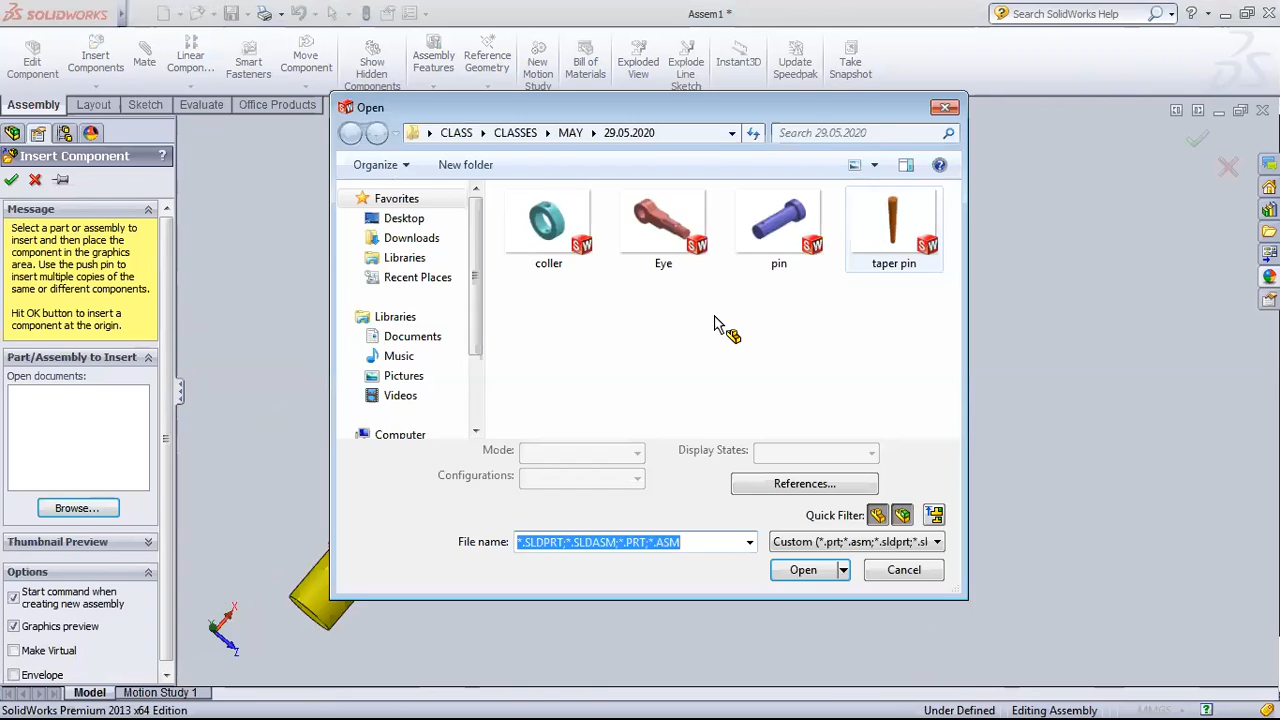 SOLIDWORKS
Assem1 *
Search SolidWorks Help
Edit Component
Insert Components
Mate
Linear Compon...
Smart Fasteners
Move Component
Show Hidden Components
Assembly Features
Reference Geometry
New Motion Study
Bill of Materials
Exploded View
Explode Line Sketch
Instant3D
Update Speedpak
Take Snapshot
Assembly
Layout
Sketch
Evaluate
Office Products
Insert Component
?
Message
Select a part or assembly to
insert and then place the
component in the graphics
area. Use the push pin to
insert multiple copies of the
same or different components.
Hit OK button to insert a
component at the origin.
Part/Assembly to Insert
Open documents:
Browse...
Thumbnail Preview
Options
Start command when
creating new assembly
Graphics preview
Make Virtual
Envelope
Open
CLASS
CLASSES
MAY
29.05.2020
Search 29.05.2020
Organize
New folder
Favorites
Desktop
Downloads
Libraries
Recent Places
Libraries
Documents
Music
Pictures
Videos
Computer
coller
Eye
pin
taper pin
Mode:
Display States:
Configurations:
References...
Quick Filter:
File name:
*.SLDPRT;*.SLDASM;*.PRT;*.ASM
Custom (*.prt;*.asm;*.sldprt;*.sl
Open
Cancel
X
Z
Model
Motion Study 1
SolidWorks Premium 2013 x64 Edition
Under Defined
Editing Assembly
MMGS